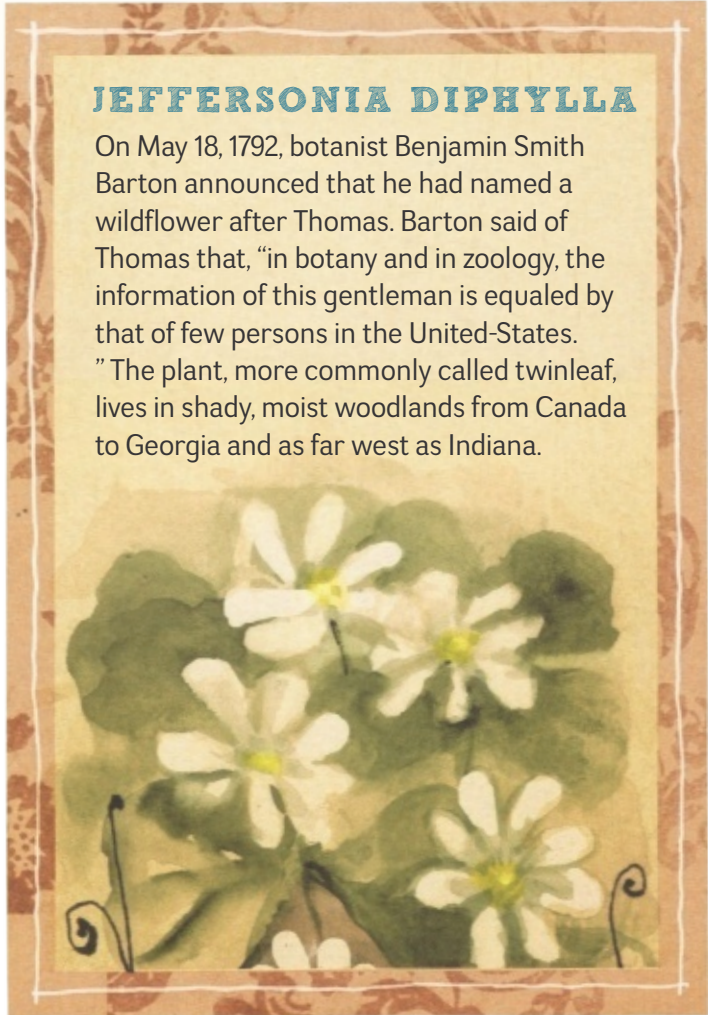 JEFFERSONIA DIPHYLLA
On May 18, 1792, botanist Benjamin Smith
Barton announced that he had named a
wildflower after Thomas. Barton said of
Thomas that, “in botany and in zoology, the
information of this gentleman is equaled by
that of few persons in the United-States.
” The plant, more commonly called twinleaf,
lives in shady, moist woodlands from Canada
to Georgia and as far west as Indiana.